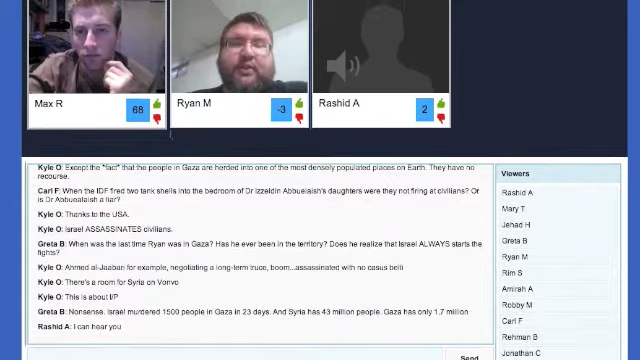 Max R
68
Ryan M
-3
Rashid A
2
Kyle O: Except the *fact* that the people in Gaza are herded into one of the most densely populated places on Earth. They have no
recourse.
Carl F: When the IDF fired two tank shells into the bedroom of Dr Izzeldin Abbuelaish's daughters were they not firing at civilians? Or
is Dr Abuealaish a liar?
Kyle O: Thanks to the USA.
Kyle O: Israel ASSASSINATES civilians.
Greta B: When was the last time Ryan was in Gaza? Has he ever been in the territory? Does he realize that Israel ALWAYS starts the
fights?
Kyle O: Ahmed al-Jaabari for example, negotiating a long-term truce, boom...assassinated with no casus belli
Kyle O: There's a room for Syria on Vonvo
Kyle O: This is about I/P
Greta B: Nonsense. Israel murdered 1500 people in Gaza in 23 days. And Syria has 43 million people. Gaza has only 1.7 million
Rashid A: I can hear you
Send
Viewers
Rashid A
Mary T
Jehad H
Greta B
Ryan M
Rim S
Amirah A
Robby M
Carl F
Rehman B
Jonathan C